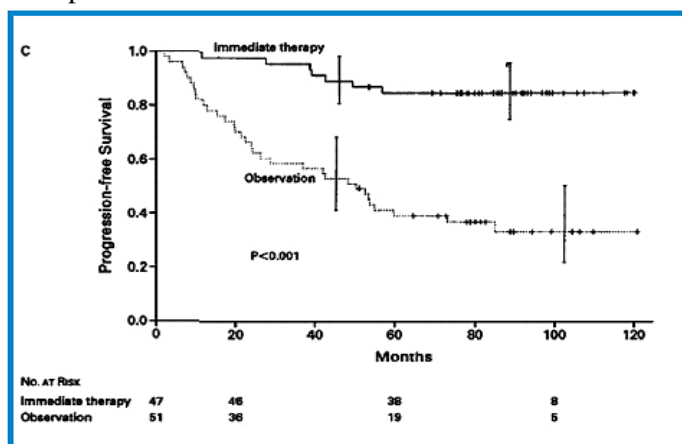 C
Immediate therapy
1.0
0.8
0.6
0.4
0.2
0.0
Progression-free Survival
Observation
P<0.001
0 20 40 60 80 100 120
Months
No. at Risk
Immediate therapy 47 46 38 8
Observation 51 36 19 5